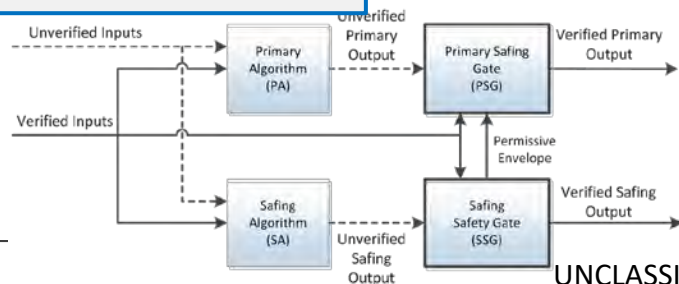 Unverified Inputs
Unverified
Primary
Output
Primary
Algorithm
(PA)
Primary Safing
Gate
(PSG)
Verified Primary
Output
Verified Inputs
Permissive
Envelope
Safing
Algorithm
(SA)
Unverified
Safing
Output
Safing
Safety Gate
(SSG)
Verified Safing
Output
UNCLASSI